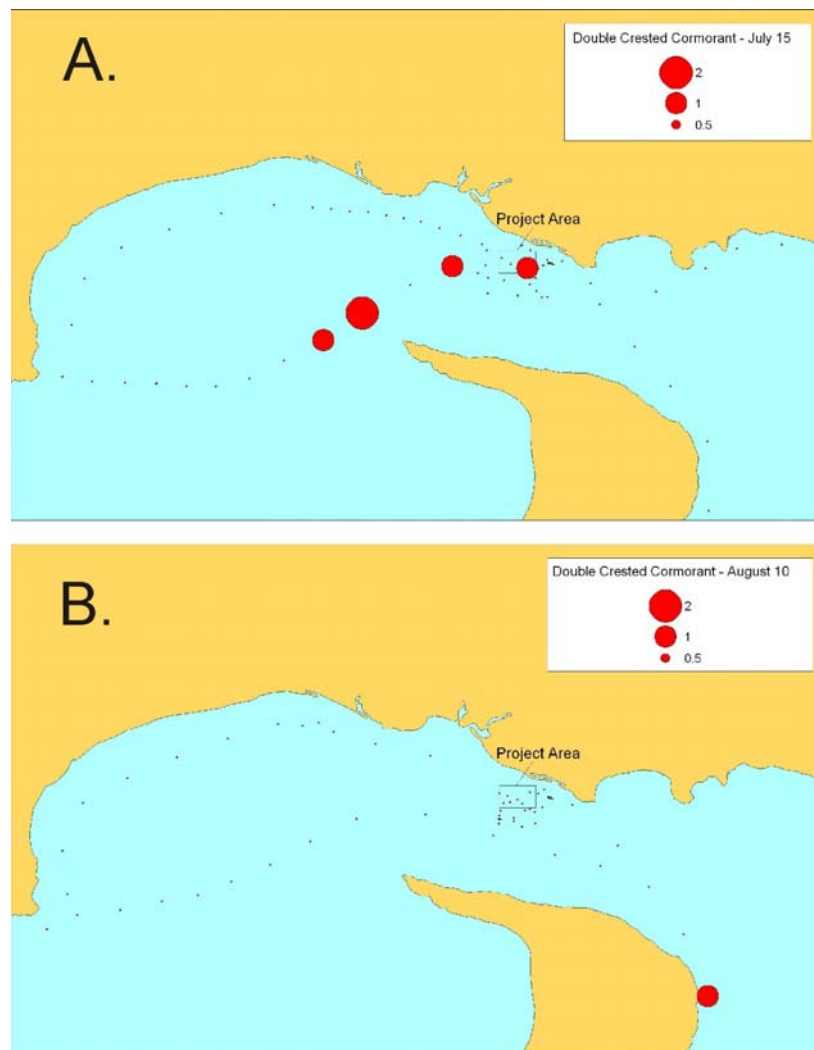 A.
Double Crested Cormorant - July 15
2
1
0.5
Project Area
B.
Double Crested Cormorant - August 10
2
1
0.5
Project Area